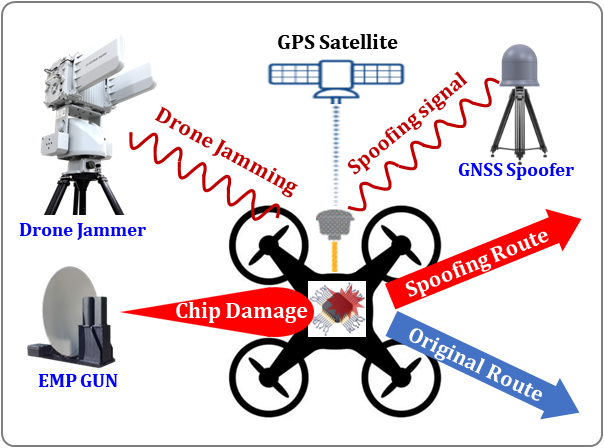 GPS Satellite
Drone Jamming
Spoofing signal
GNSS Spoofer
Drone Jammer
Spoofing Route
Chip Damage
Original Route
EMP GUN